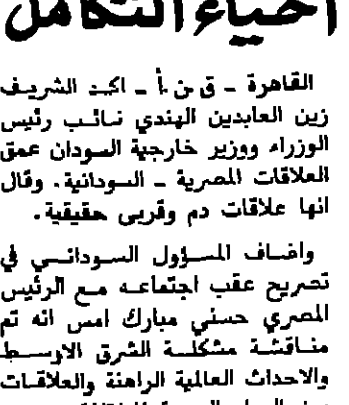 احياء التكامل
القاهرة ـ ق ن أ ـ اكد الشريف
زين العابدين الهندي نائب رئيس
الوزراء ووزير خارجية السودان عمق
العلاقات المصرية ـ السودانية. وقال
انها علاقات دم وقربى حقيقية.
واضاف المسؤول السوداني في
تصريح عقب اجتماعه مع الرئيس
المصري حسني مبارك امس انه تم
مناقشة مشكلة الشرق الاوسط
والاحداث العالمية الراهنة والعلاقات